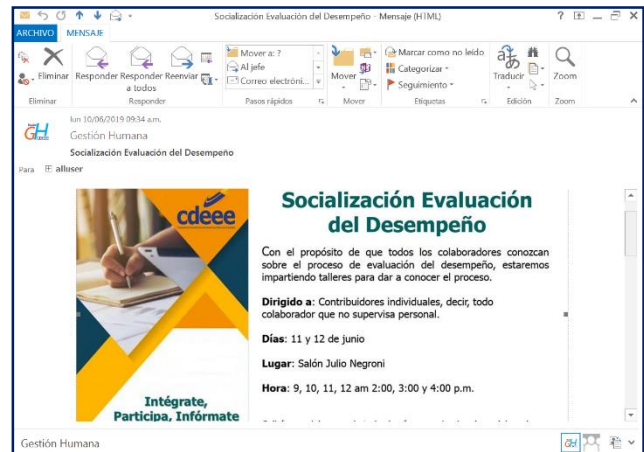 Socialización Evaluación del Desempeño - Mensaje (HTML)
ARCHIVO MENSAJE
Eliminar
Responder Responder a todos Reenviar
Mover a: ?
Al jefe
Correo electróni...
Mover
Marcar como no leído
Categorizar
Seguimiento
Traducir
Zoom
Eliminar Responder Pasos rápidos Mover Etiquetas Edición Zoom
lun 10/06/2019 09:34 a.m.
GH
Gestión Humana
Socialización Evaluación del Desempeño
Para alluser
cdeee
Intégrate,
Participa, Infórmate
Socialización Evaluación
del Desempeño
Con el propósito de que todos los colaboradores conozcan
sobre el proceso de evaluación del desempeño, estaremos
impartiendo talleres para dar a conocer el proceso.
Dirigido a: Contribuidores individuales, decir, todo
colaborador que no supervisa personal.
Días: 11 y 12 de junio
Lugar: Salón Julio Negroni
Hora: 9, 10, 11, 12 am 2:00, 3:00 y 4:00 p.m.
Gestión Humana
GH